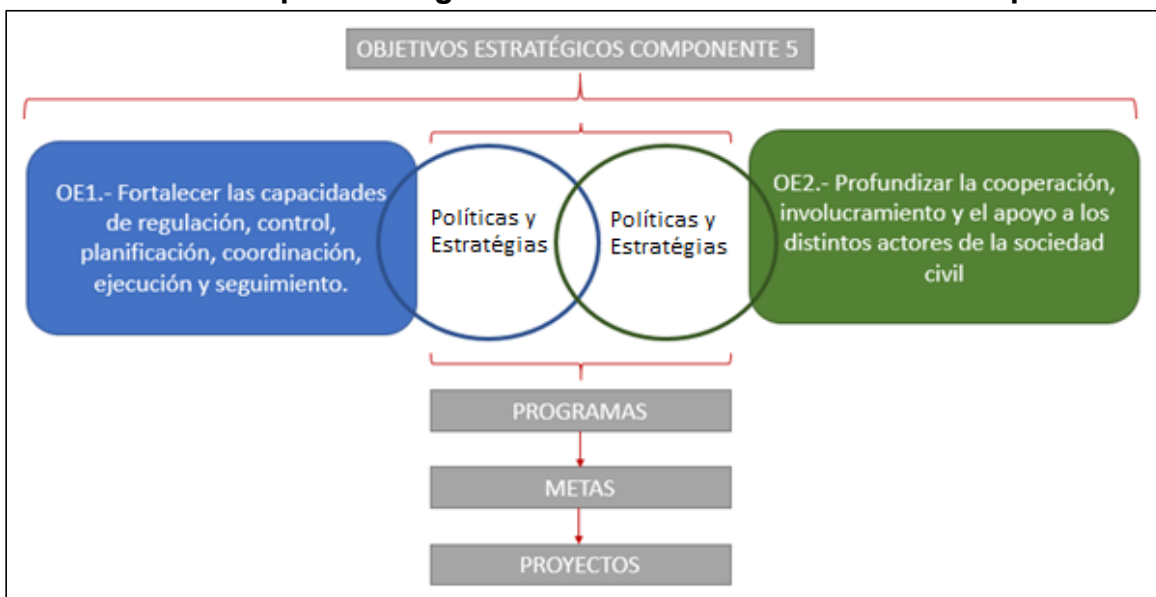 OBJETIVOS ESTRATÉGICOS COMPONENTE 5
OE1.- Fortalecer las capacidades
de regulación, control,
planificación, coordinación,
ejecución y seguimiento.
Políticas y
Estratégias
Políticas y
Estratégias
OE2.- Profundizar la cooperación,
involucramiento y el apoyo a los
distintos actores de la sociedad
civil
PROGRAMAS
METAS
PROYECTOS